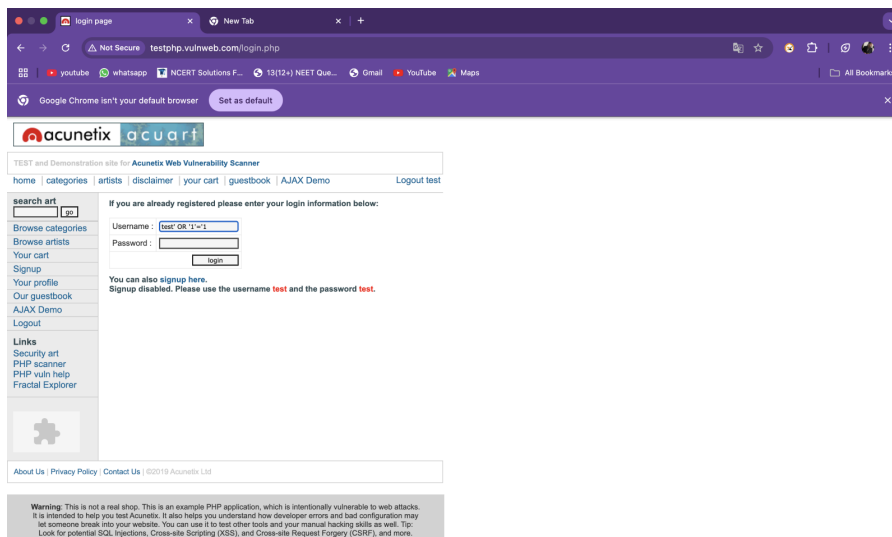 login page
New Tab
Not Secure testphp.vulnweb.com/login.php
youtube whatsapp NCERT Solutions F... 13(12+) NEET Que... Gmail YouTube Maps All Bookmarks
Google Chrome isn't your default browser Set as default
acunetix acuart
TEST and Demonstration site for Acunetix Web Vulnerability Scanner
home | categories | artists | disclaimer | your cart | guestbook | AJAX Demo Logout test
search art
go
Browse categories
Browse artists
Your cart
Signup
Your profile
Our guestbook
AJAX Demo
Logout
Links
Security art
PHP scanner
PHP vuln help
Fractal Explorer
If you are already registered please enter your login information below:
Username : test' OR '1'='1
Password :
login
You can also signup here.
Signup disabled. Please use the username test and the password test.
About Us | Privacy Policy | Contact Us | ©2019 Acunetix Ltd
Warning: This is not a real shop. This is an example PHP application, which is intentionally vulnerable to web attacks.
It is intended to help you test Acunetix. It also helps you understand how developer errors and bad configuration may
let someone break into your website. You can use it to test other tools and your manual hacking skills as well. Tip:
Look for potential SQL Injections, Cross-site Scripting (XSS), and Cross-site Request Forgery (CSRF), and more.